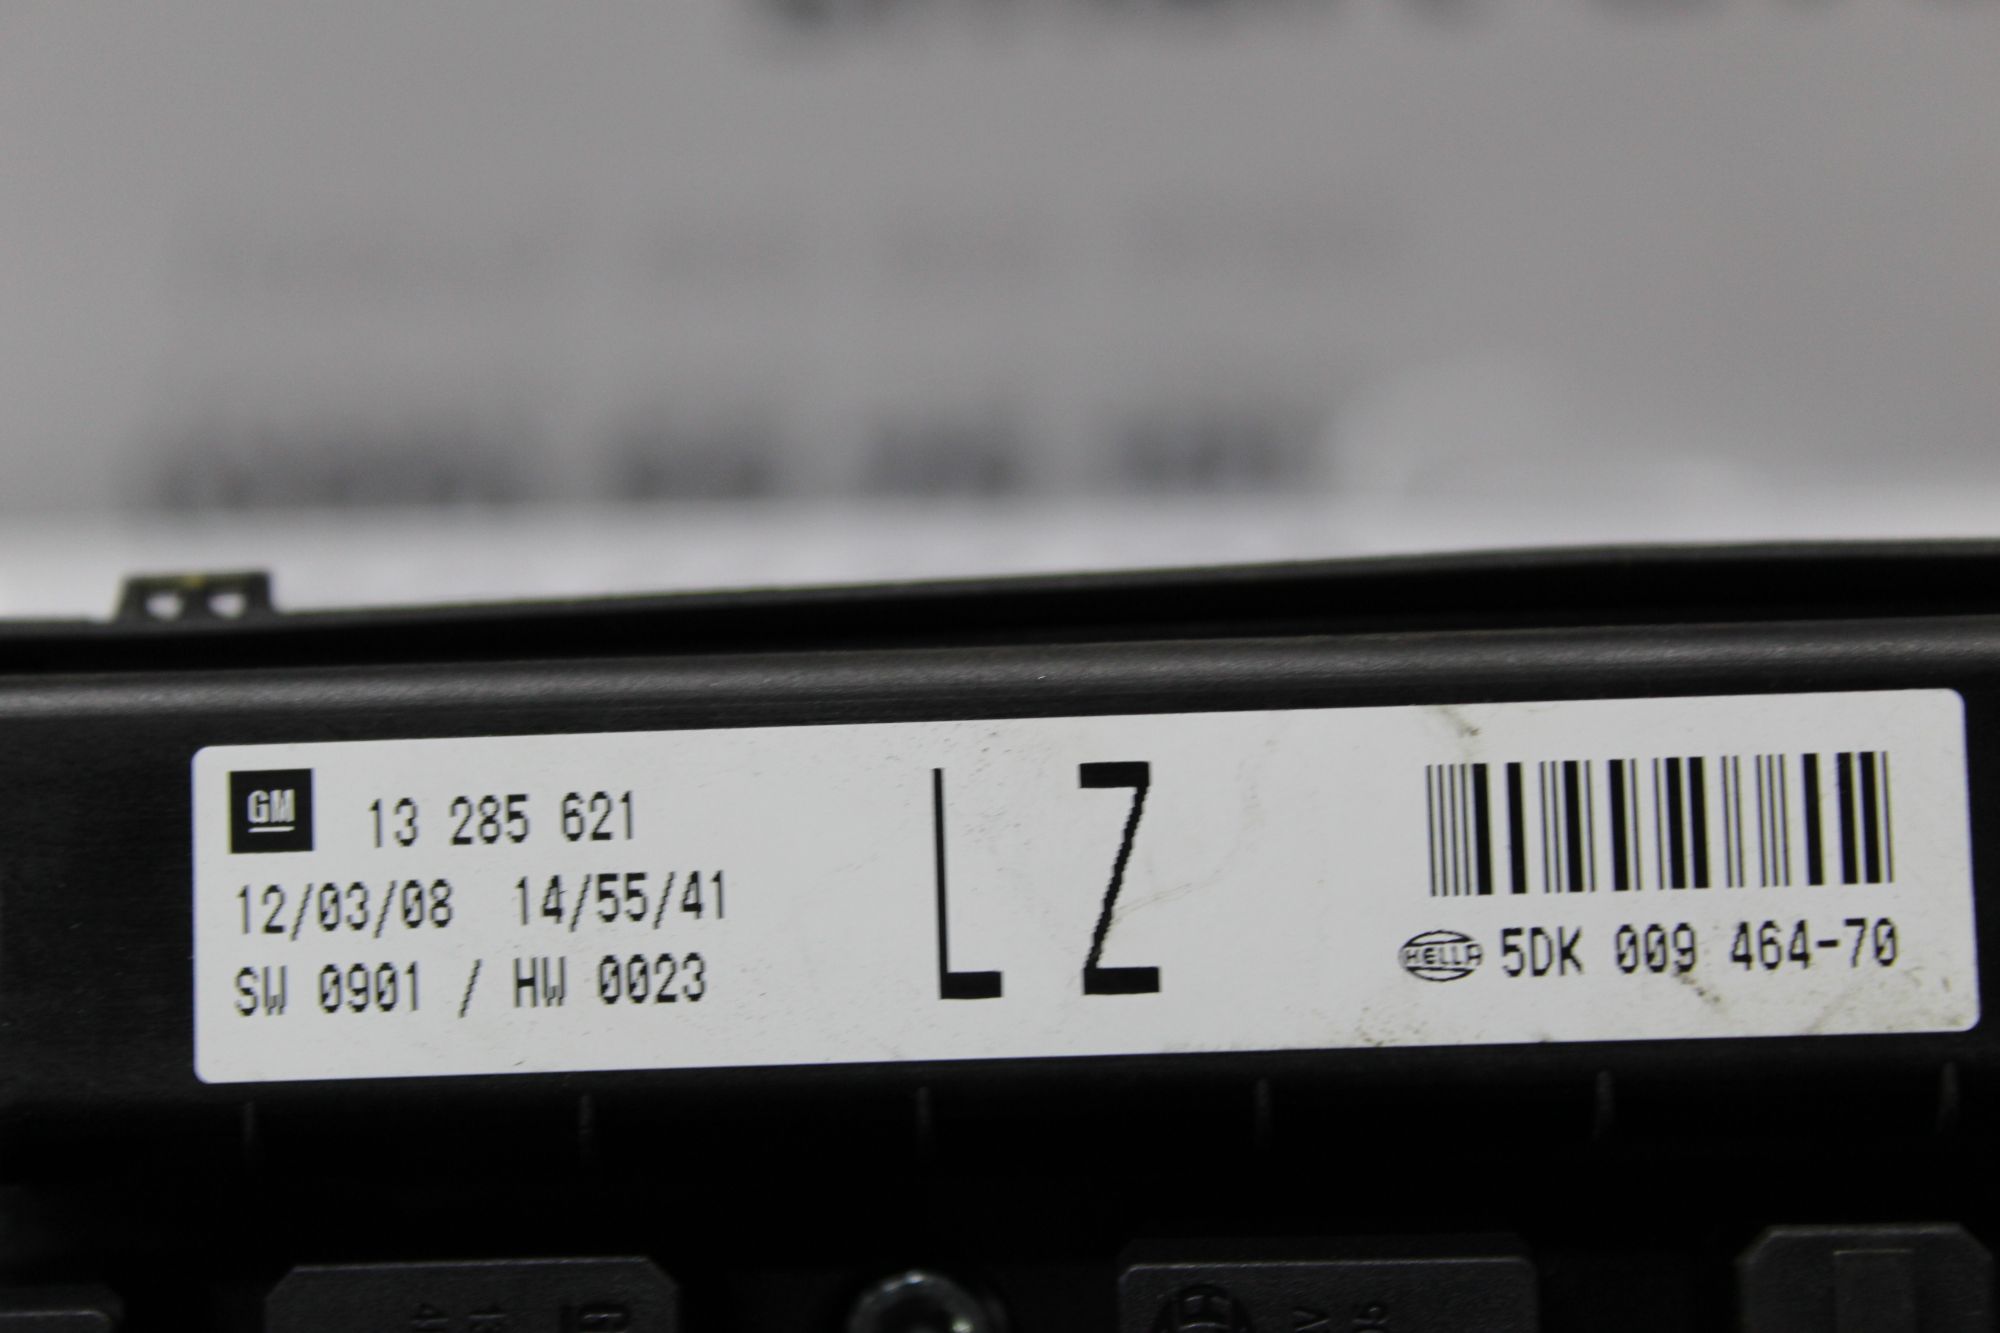 GM 13 285 621
12/03/08 14/55/41
SW 0901 / HW 0023
L Z
HELLA 5DK 009 464-70